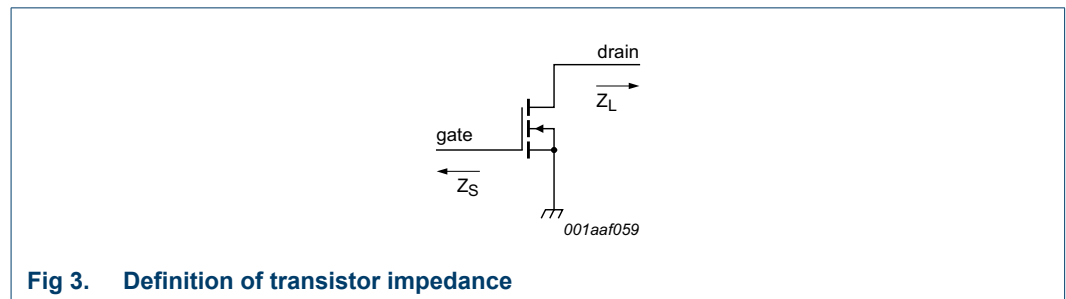 drain
Z_L
gate
Z_S
001aaf059
Fig 3. Definition of transistor impedance